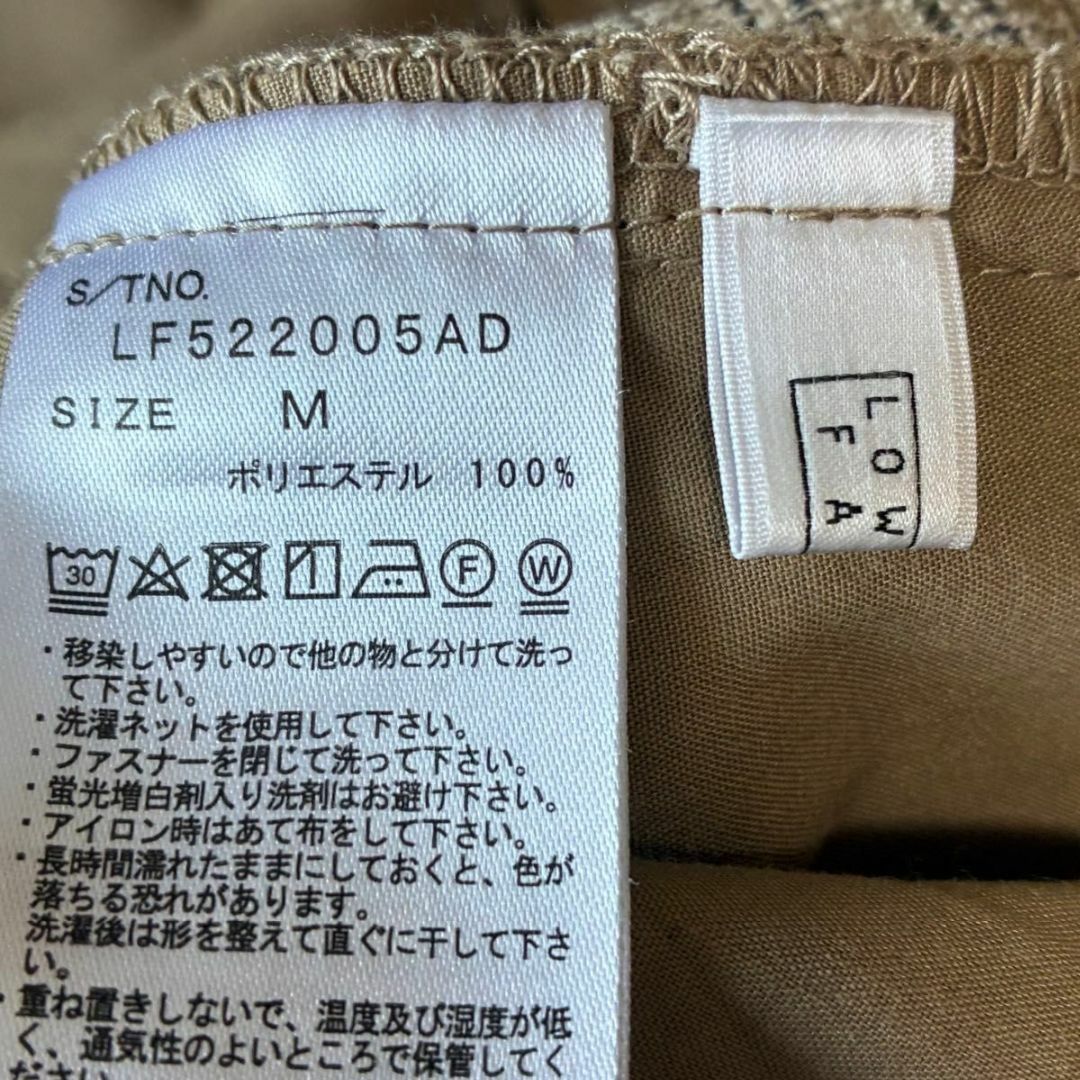 S/TNO.
LF522005AD
SIZE M
ポリエステル 100%
30
F
W
・移染しやすいので他の物と分けて洗っ
て下さい。
・洗濯ネットを使用して下さい。
・ファスナーを閉じて洗って下さい。
・蛍光増白剤入り洗剤はお避け下さい。
・アイロン時はあて布をして下さい。
・長時間濡れたままにしておくと、色が
落ちる恐れがあります。
洗濯後は形を整えて直ぐに干して下さ
い。
・重ね置きしないで、温度及び湿度が低
く、通気性のよいところで保管してく
ださい
LOW
FA